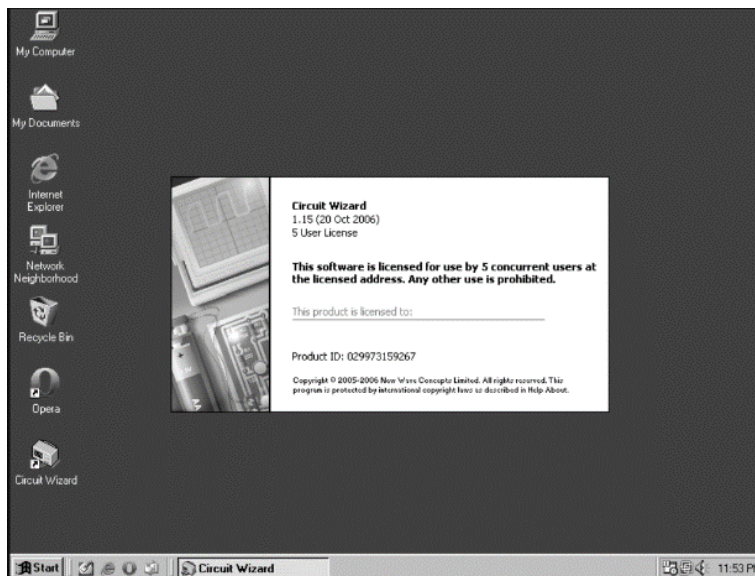 My Computer
My Documents
Internet
Explorer
Network
Neighborhood
Recycle Bin
Opera
Circuit Wizard
Circuit Wizard
1.15 (20 Oct 2006)
5 User License
This software is licensed for use by 5 concurrent users at
the licensed address. Any other use is prohibited.
This product is licensed to:
Product ID: 029973159267
Copyright © 2005-2006 New Wave Concepts Limited. All rights reserved. This
program is protected by international copyright laws as described in Help About.
AA
Start
Circuit Wizard
11:53 PM